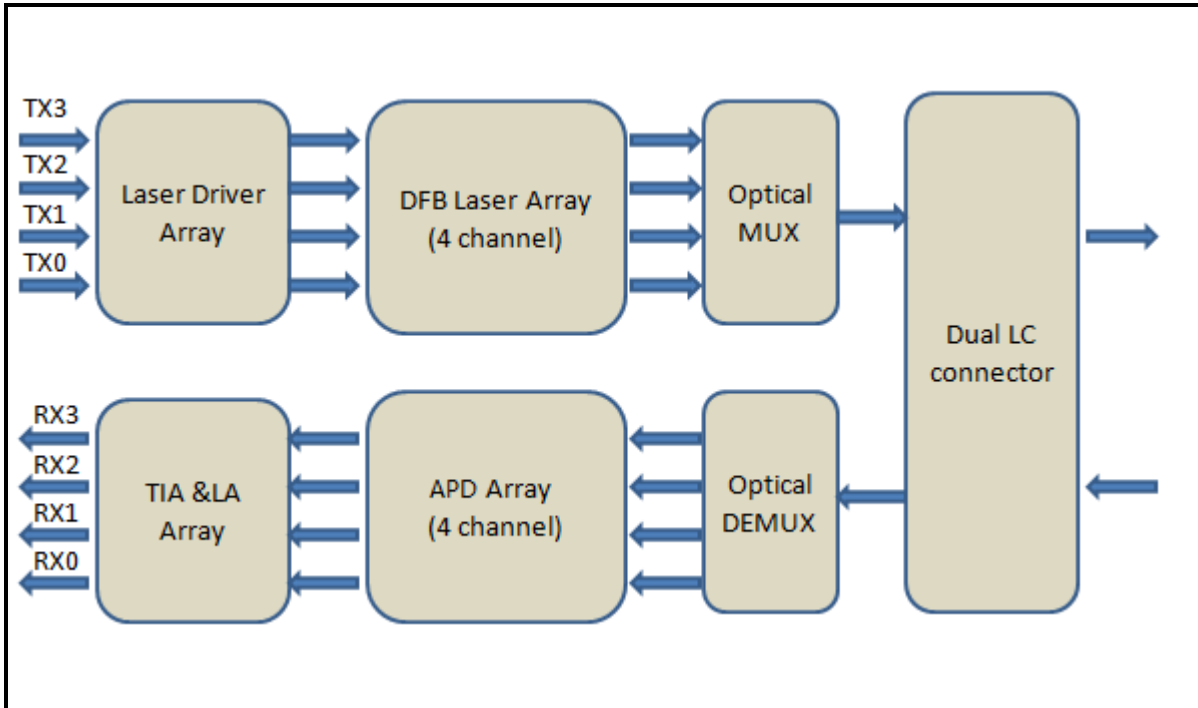 TX3
TX2
TX1
TX0
Laser Driver
Array
DFB Laser Array
(4 channel)
Optical
MUX
Dual LC
connector
RX3
RX2
RX1
RX0
TIA &LA
Array
APD Array
(4 channel)
Optical
DEMUX